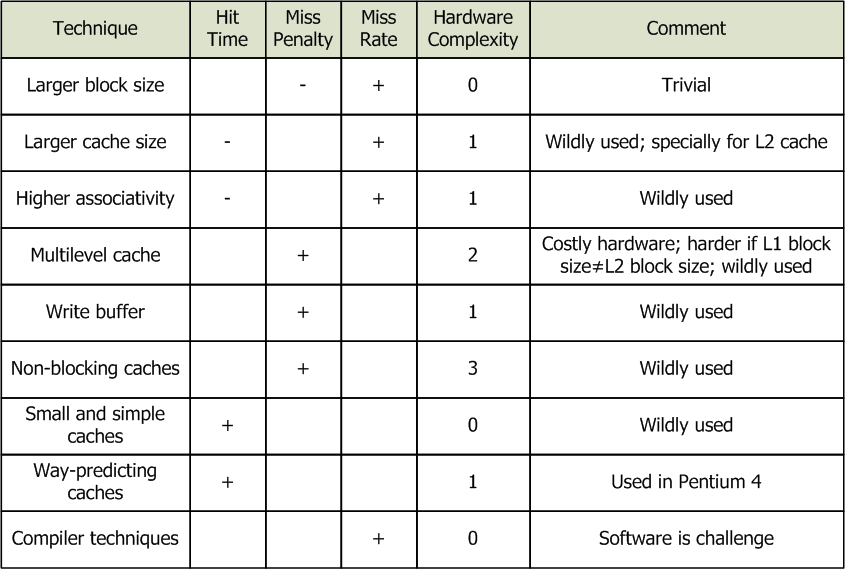 Technique Hit Time Miss Penalty Miss Rate Hardware Complexity Comment
Larger block size - + 0 Trivial
Larger cache size - + 1 Wildly used; specially for L2 cache
Higher associativity - + 1 Wildly used
Multilevel cache + 2 Costly hardware; harder if L1 block size≠L2 block size; wildly used
Write buffer + 1 Wildly used
Non-blocking caches + 3 Wildly used
Small and simple caches + 0 Wildly used
Way-predicting caches + 1 Used in Pentium 4
Compiler techniques + 0 Software is challenge